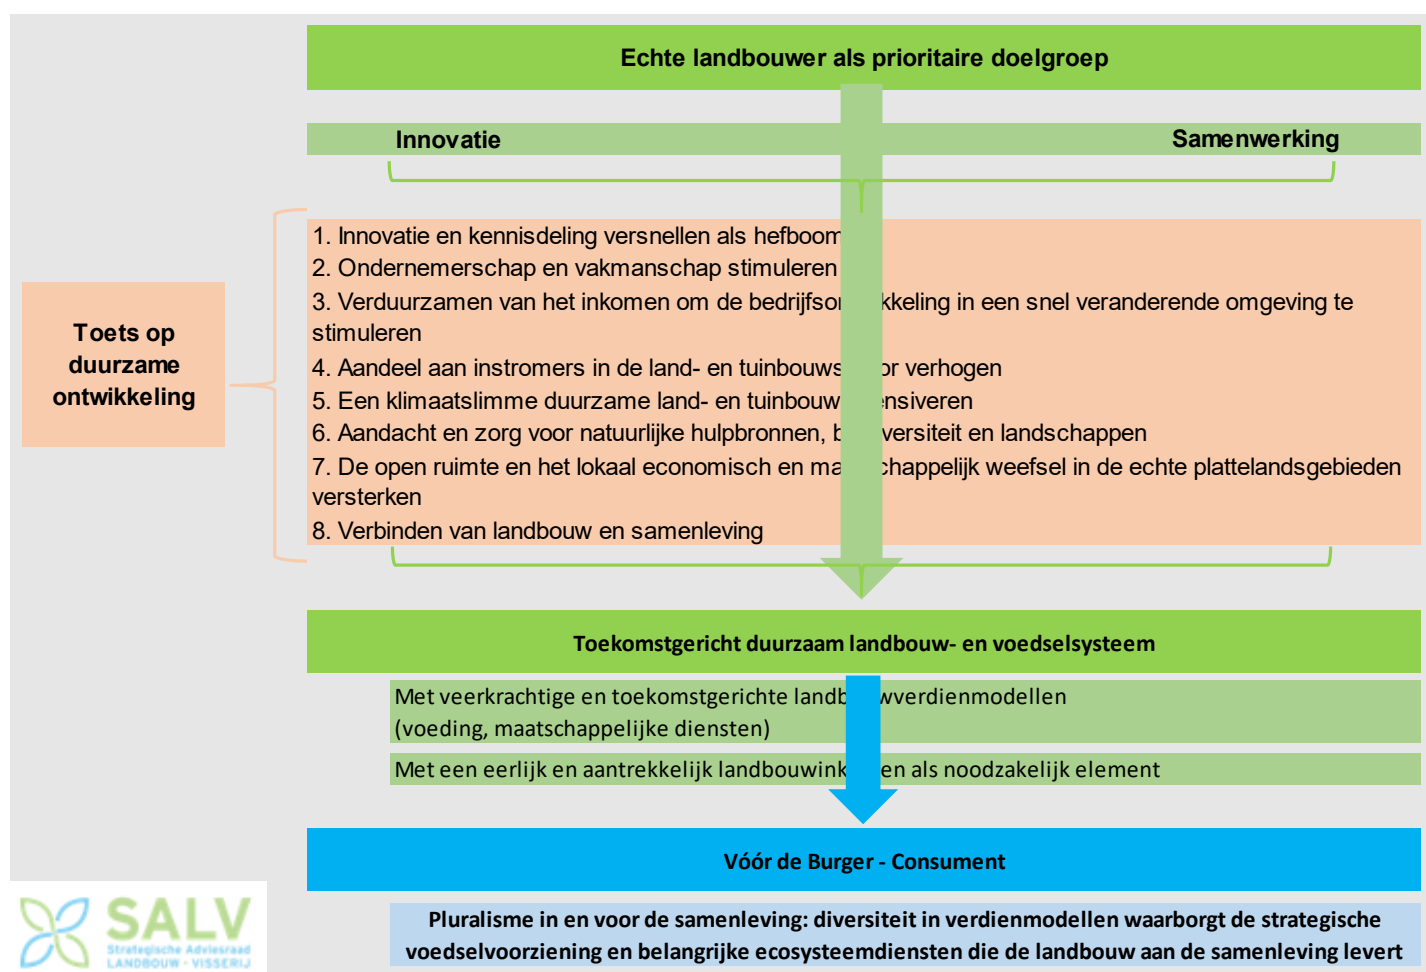 Echte landbouwer als prioritaire doelgroep
Innovatie Samenwerking
Toets op
duurzame
ontwikkeling
1. Innovatie en kennisdeling versnellen als hefboom
2. Ondernemerschap en vakmanschap stimuleren
3. Verduurzamen van het inkomen om de in een snel veranderende omgeving te
stimuleren
4. Aandeel aan instromers in de land- en verhogen
5. Een klimaatslimme duurzame land- en
6. Aandacht en zorg voor natuurlijke hulpbronnen, en landschappen
7. De open ruimte en het lokaal economisch en weefsel in de echte plattelandsgebieden
versterken
8. Verbinden van landbouw en samenleving
Toekomstgericht duurzaam landbouw- en voedselsysteem
Met veerkrachtige en toekomstgerichte
(voeding, maatschappelijke diensten)
Met een eerlijk en aantrekkelijk als noodzakelijk element
Vóór de Burger - Consument
Pluralisme in en voor de samenleving: diversiteit in verdienmodellen waarborgt de strategische
voedselvoorziening en belangrijke ecosysteemdiensten die de landbouw aan de samenleving levert
SALV
Strategische Adviesraad
LANDBOUW • VISSERIJ